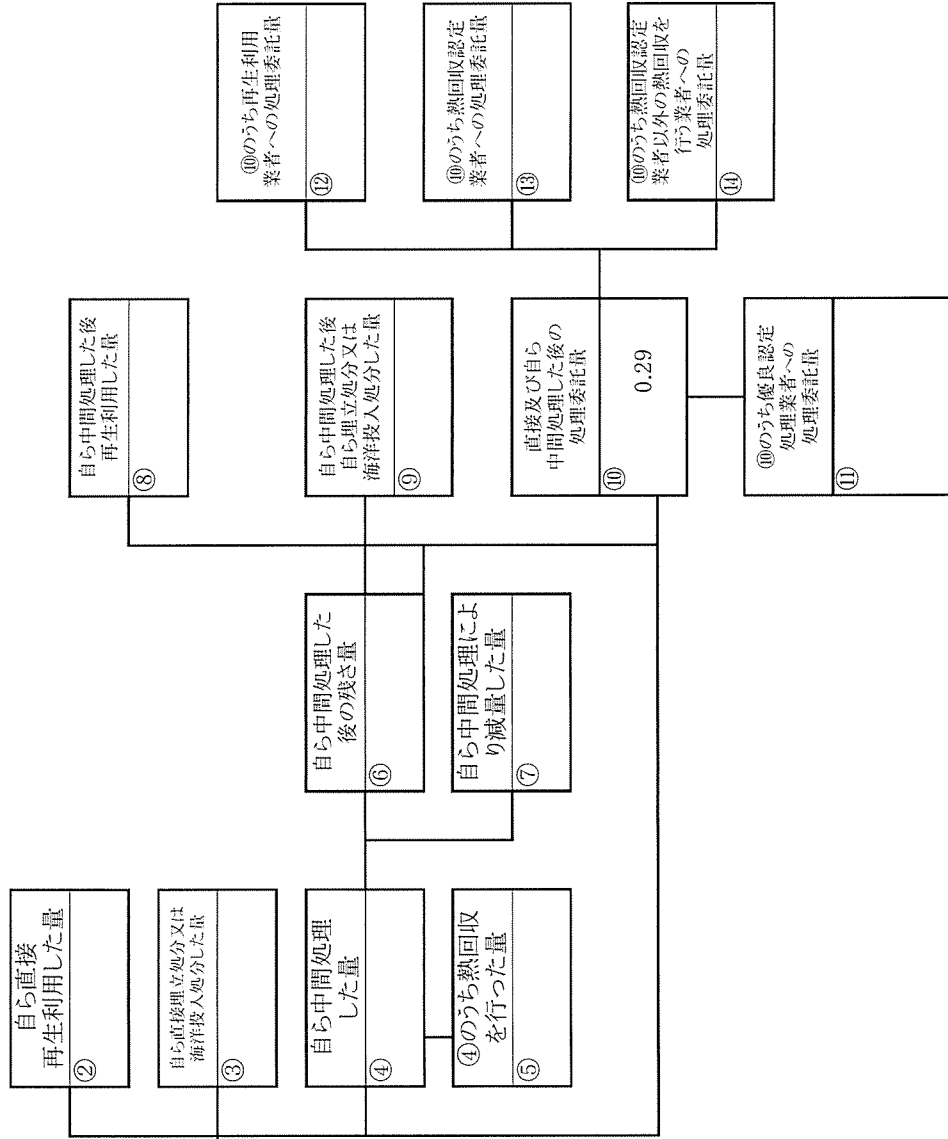 自ら直接
再生利用した量
②
自ら直接埋立処分又は
海洋投入処分した量
③
自ら中間処理
した量
④
④のうち熱回収
を行った量
⑤
自ら中間処理した
後の残さ量
⑥
自ら中間処理によ
り減量した量
⑦
自ら中間処理した後
再生利用した量
⑧
自ら中間処理した後
自ら埋立処分又は
海洋投入処分した量
⑨
直接及び自ら
中間処理した後の
処理委託量
⑩
0.29
⑩のうち優良認定
処理業者への
処理委託量
⑪
⑩のうち再生利用
業者への処理委託量
⑫
⑩のうち熱回収認定
業者への処理委託量
⑬
⑩のうち熱回収認定
業者以外の熱回収を
行う業者への
処理委託量
⑭